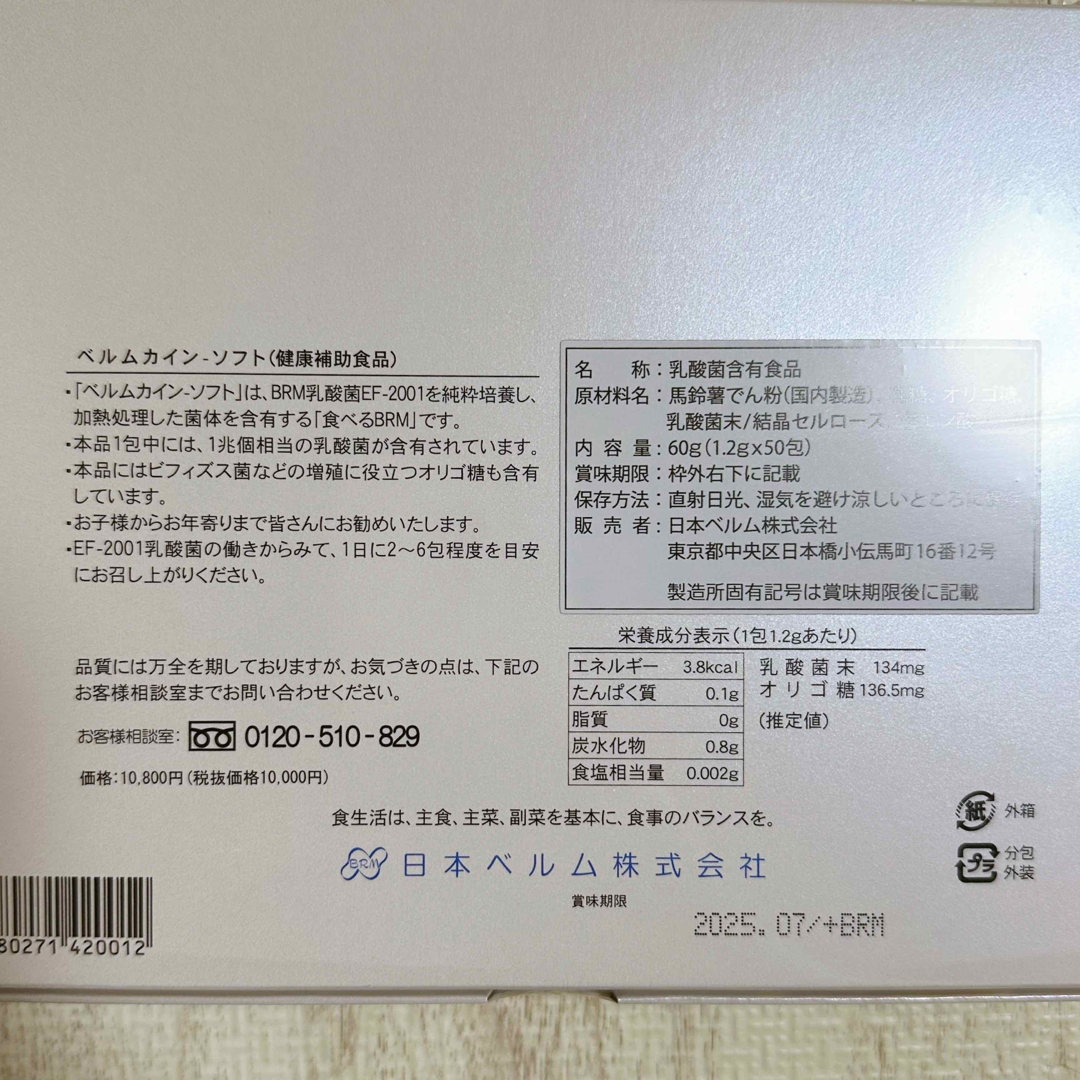 ベルムカイン-ソフト(健康補助食品)
・「ベルムカイン-ソフト」は、BRM乳酸菌EF-2001を純粋培養し、
加熱処理した菌体を含有する「食べるBRM」です。
・本品1包中には、1兆個相当の乳酸菌が含有されています。
・本品にはビフィズス菌などの増殖に役立つオリゴ糖も含有
しています。
・お子様からお年寄りまで皆さんにお勧めいたします。
・EF-2001乳酸菌の働きからみて、1日に2〜6包程度を目安
にお召し上がりください。
品質には万全を期しておりますが、お気づきの点は、下記の
お客様相談室までお問い合わせください。
お客様相談室: 0120-510-829
価格:10,800円(税抜価格10,000円)
名称:乳酸菌含有食品
原材料名:馬鈴薯でん粉(国内製造)、 オリゴ糖、
乳酸菌末/結晶セルロース
内容量:60g(1.2g×50包)
賞味期限:枠外右下に記載
保存方法:直射日光、湿気を避け涼しいところに
販売者:日本ベルム株式会社
東京都中央区日本橋小伝馬町16番12号
製造所固有記号は賞味期限後に記載
栄養成分表示(1包1.2gあたり)
エネルギー 3.8kcal
たんぱく質 0.1g
脂質 0g
炭水化物 0.8g
食塩相当量 0.002g
乳酸菌末 134mg
オリゴ糖 136.5mg
(推定値)
食生活は、主食、主菜、副菜を基本に、食事のバランスを。
BRM 日本ベルム株式会社
紙 外箱
プラ 分包
外装
賞味期限
2025.07/+BRM
80271 420012